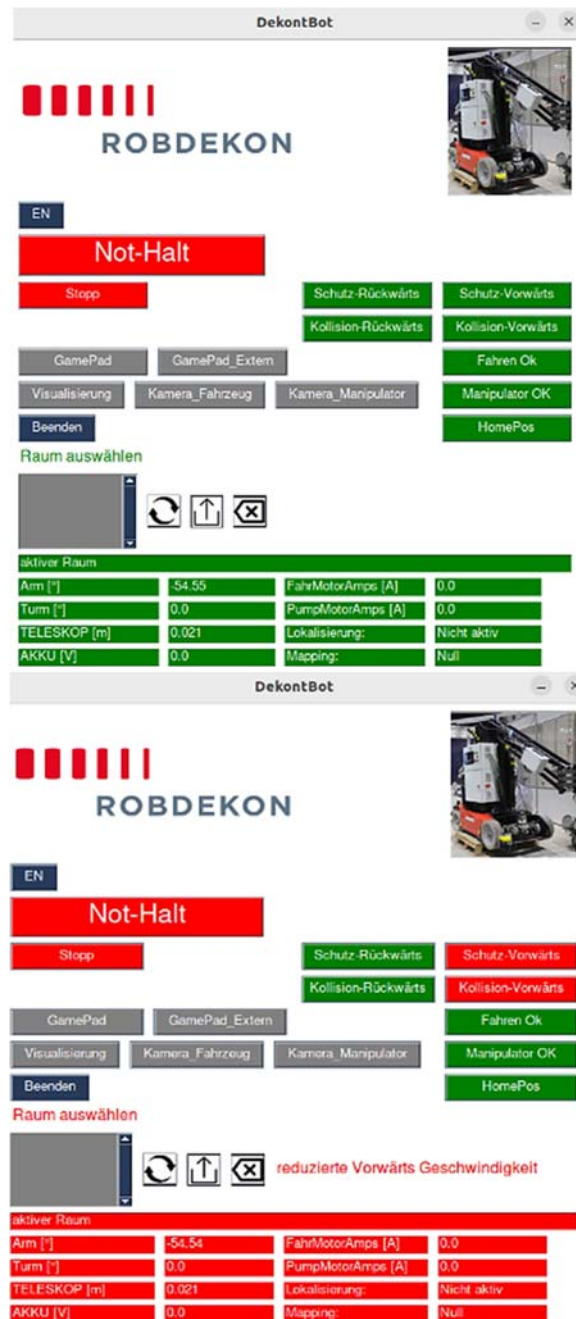 DekontBot
ROBDEKON
EN
Not-Halt
Stopp Schutz-Rückwärts Schutz-Vorwärts
Kollision-Rückwärts Kollision-Vorwärts
GamePad GamePad_Extern Fahren Ok
Visualisierung Kamera_Fahrzeug Kamera_Manipulator Manipulator OK
Beenden HomePos
Raum auswählen
aktiver Raum
Arm [°] -54.55 FahrMotorAmps [A] 0.0
Turm [°] 0.0 PumpMotorAmps [A] 0.0
TELESKOP [m] 0.021 Lokalisierung: Nicht aktiv
AKKU [V] 0.0 Mapping: Null
DekontBot
ROBDEKON
EN
Not-Halt
Stopp Schutz-Rückwärts Schutz-Vorwärts
Kollision-Rückwärts Kollision-Vorwärts
GamePad GamePad_Extern Fahren Ok
Visualisierung Kamera_Fahrzeug Kamera_Manipulator Manipulator OK
Beenden HomePos
Raum auswählen
reduzierte Vorwärts Geschwindigkeit
aktiver Raum
Arm [°] -54.54 FahrMotorAmps [A] 0.0
Turm [°] 0.0 PumpMotorAmps [A] 0.0
TELESKOP [m] 0.021 Lokalisierung: Nicht aktiv
AKKU [V] 0.0 Mapping: Null